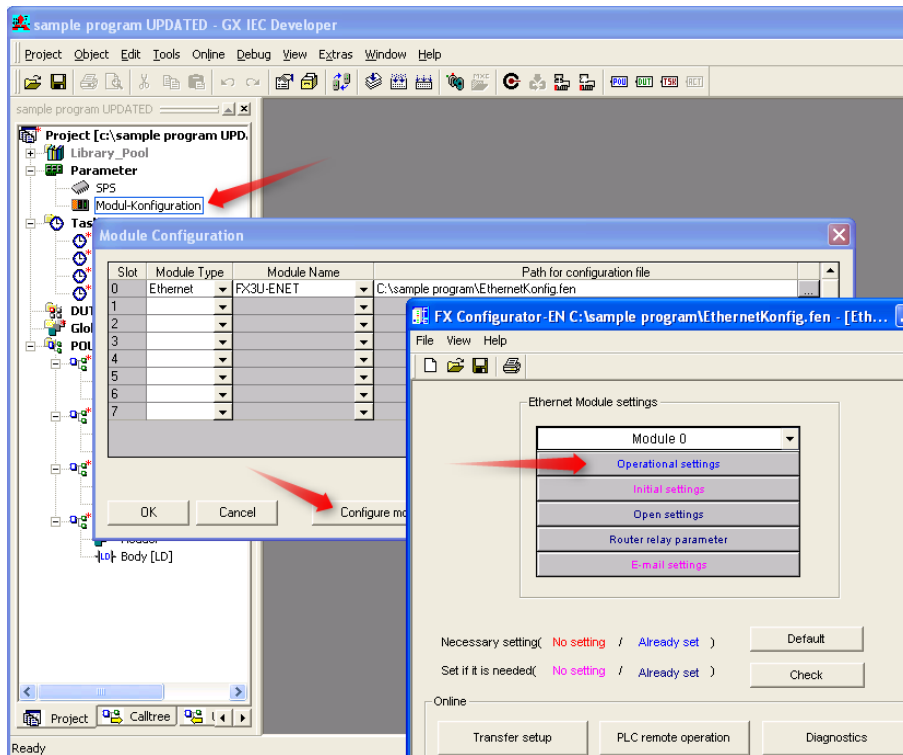 sample program UPDATED - GX IEC Developer
Project Object Edit Tools Online Debug View Extras Window Help
POU DUT TSK ACT
sample program UPDATED
Project [c:\sample program UPD
Library_Pool
Parameter
SPS
Modul-Konfiguration
Tas
DUT
Glo
POU
Body [LD]
Module Configuration
Slot Module Type Module Name Path for configuration file
0 Ethernet FX3U-ENET C:\sample program\EthernetKonfig.fen ...
1
2
3
4
5
6
7
OK Cancel Configure mo
FX Configurator-EN C:\sample program\EthernetKonfig.fen - [Eth...
File View Help
Ethernet Module settings
Module 0
Operational settings
Initial settings
Open settings
Router relay parameter
E-mail settings
Necessary setting( No setting / Already set ) Default
Set if it is needed( No setting / Already set ) Check
Online
Transfer setup PLC remote operation Diagnostics
Project Calltree
Ready